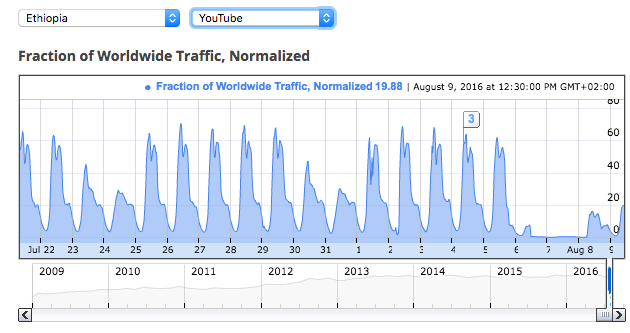 Ethiopia YouTube
Fraction of Worldwide Traffic, Normalized
Fraction of Worldwide Traffic, Normalized 19.88 | August 9, 2016 at 12:30:00 PM GMT+02:00
80
3
60
40
20
0
Jul 22 23 24 25 26 27 28 29 30 31 1 2 3 4 5 6 7 Aug 8 9
2009 2010 2011 2012 2013 2014 2015 2016